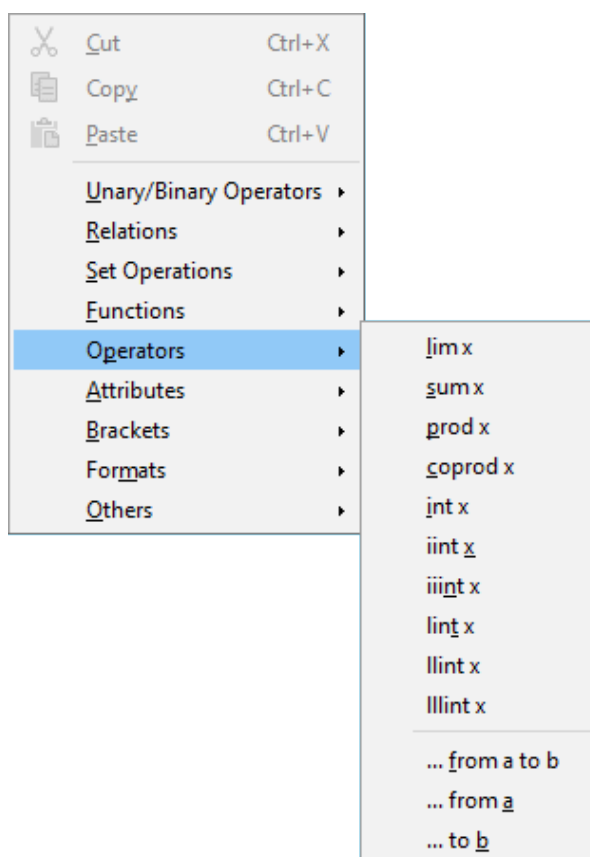 Cut Ctrl+X
Copy Ctrl+C
Paste Ctrl+V
Unary/Binary Operators
Relations
Set Operations
Functions
Operators
Attributes
Brackets
Formats
Others
lim x
sum x
prod x
coprod x
int x
iint x
iiint x
lint x
llint x
lllint x
... from a to b
... from a
... to b